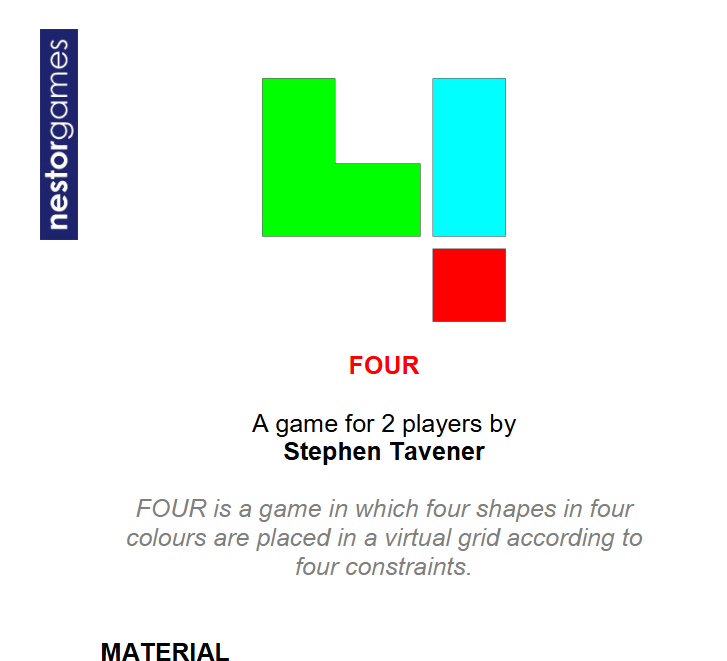 nestorgames
FOUR
A game for 2 players by
Stephen Tavener
FOUR is a game in which four shapes in four
colours are placed in a virtual grid according to
four constraints.
MATERIAL